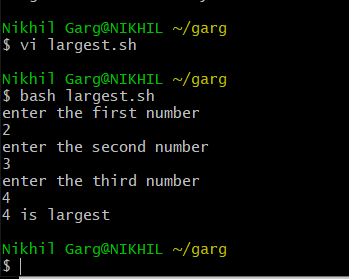 Nikhil Garg@NIKHIL ~/garg
$ vi largest.sh
Nikhil Garg@NIKHIL ~/garg
$ bash largest.sh
enter the first number
2
enter the second number
3
enter the third number
4
4 is largest
Nikhil Garg@NIKHIL ~/garg
$